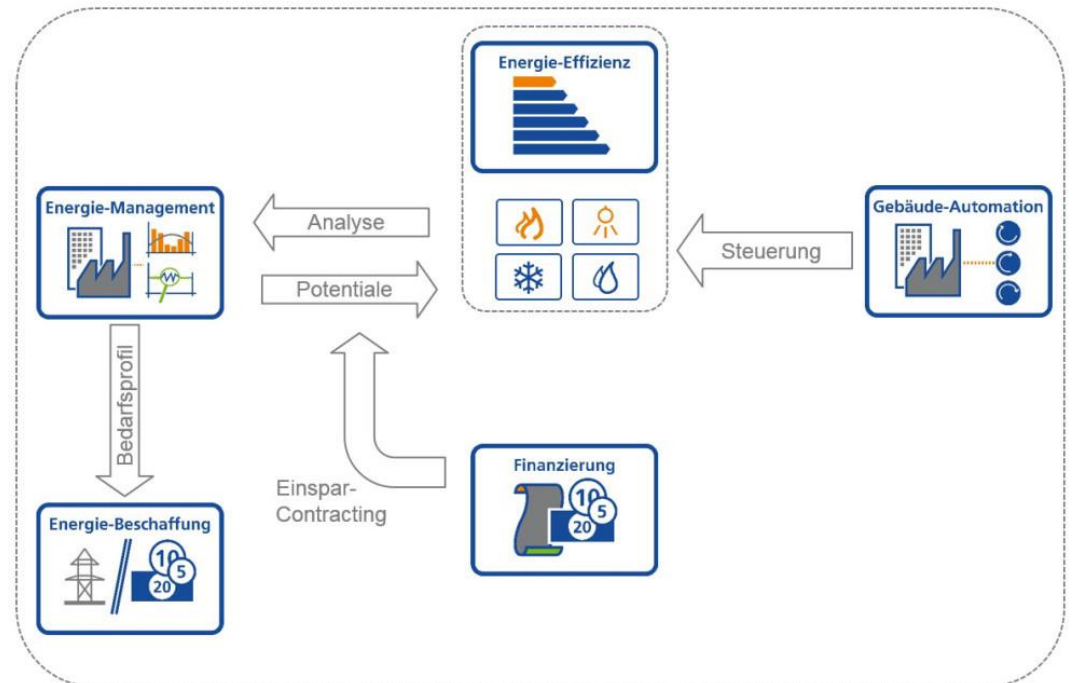 Energie-Effizienz
Energie-Management
Analyse
Potentiale
Steuerung
Gebäude-Automation
Bedarfsprofil
Einspar-
Contracting
Finanzierung
10
5
20
Energie-Beschaffung
10
5
20